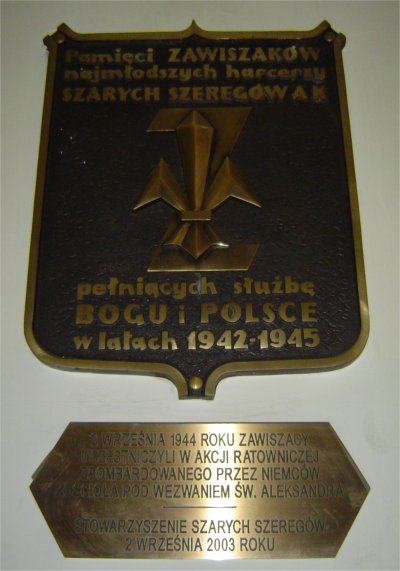 Pamięci ZAWISZAKÓW
najmłodszych harcerzy
SZARYCH SZEREGÓW A K
Z
pełniących służbę
BOGU i POLSCE
w latach 1942-1945
2 WRZEŚNIA 1944 ROKU ZAWISZACY
UCZESTNICZYLI W AKCJI RATOWNICZEJ
ZBOMBARDOWANEGO PRZEZ NIEMCÓW
KOŚCIOŁA POD WEZWANIEM ŚW. ALEKSANDRA
STOWARZYSZENIE SZARYCH SZEREGÓW
2 WRZEŚNIA 2003 ROKU